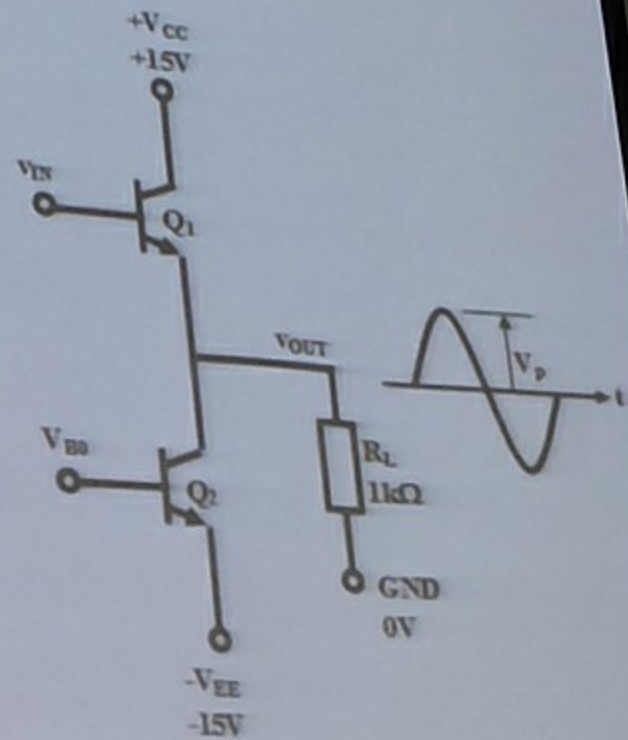 +VCC
+15V
VIN
Q1
VOUT
Vp
t
VB0
Q2
RL
1kΩ
GND
0V
-VEE
-15V